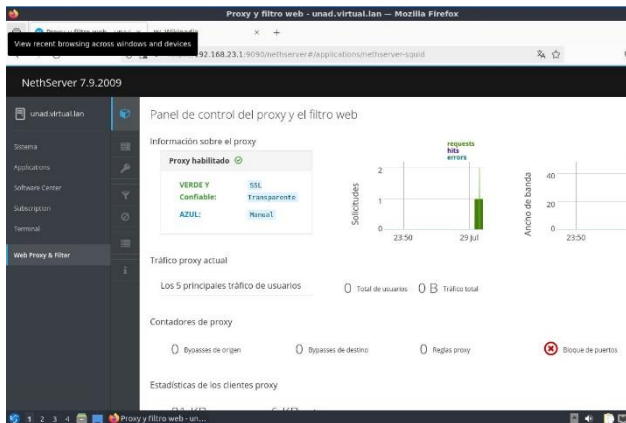 Proxy y filtro web - unad.virtual.lan — Mozilla Firefox
View recent browsing across windows and devices
92.168.23.1:9090/nethserver#/applications/nethserver-squid
NethServer 7.9.2009
unad.virtual.lan
Sistema
Applications
Software Center
Subscription
Terminal
Web Proxy & Filter
Panel de control del proxy y el filtro web
Información sobre el proxy
Proxy habilitado
VERDE Y Confiable:
SSL Transparente
AZUL:
Manual
requests
hits
errors
Solicitudes
2
1
0
23:50
29 Jul
Ancho de banda
40
20
0
23:50
Tráfico proxy actual
Los 5 principales tráfico de usuarios
0 Total de usuarios
0 B Tráfico total
Contadores de proxy
0 Bypasses de origen
0 Bypasses de destino
0 Reglas proxy
Bloque de puertos
Estadísticas de los clientes proxy
1 2 3 4
Proxy y filtro web - un...